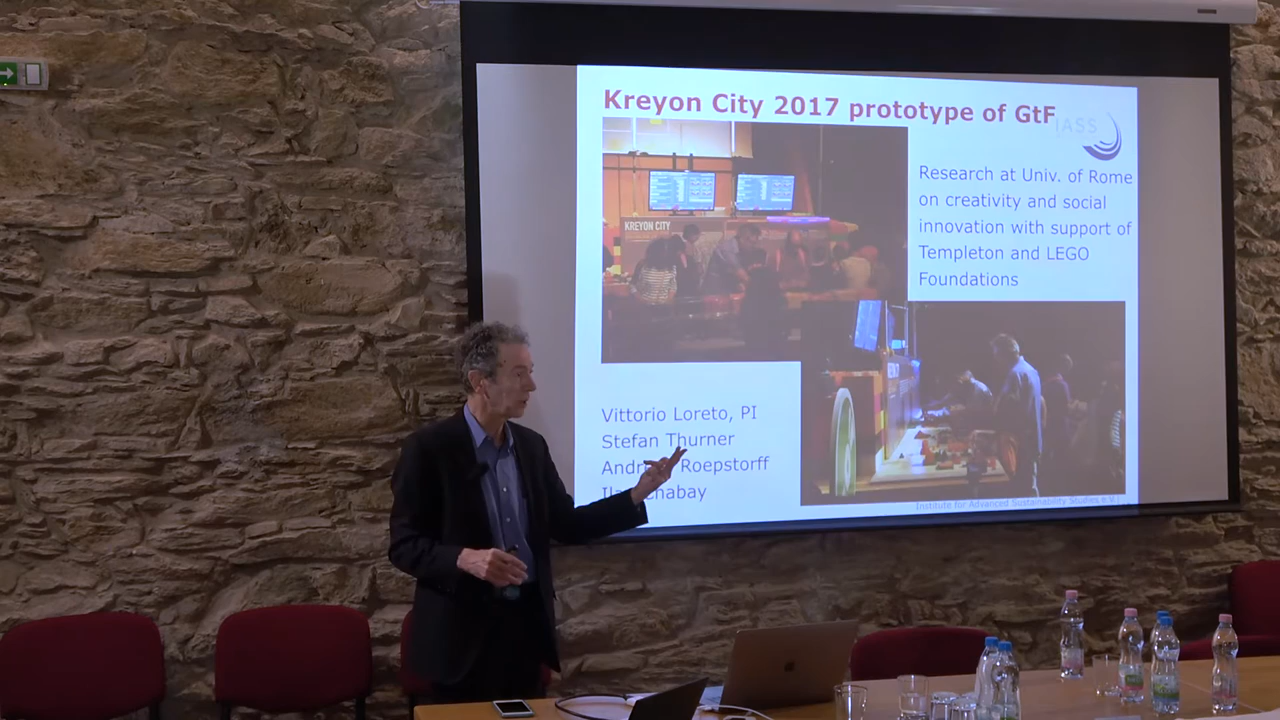 Kreyon City 2017 prototype of GtF
IASS
Research at Univ. of Rome
on creativity and social
innovation with support of
Templeton and LEGO
Foundations
KREYON CITY
Vittorio Loreto, PI
Stefan Thurner
Roepstorff
Institute for Advanced Sustainability Studies e.V. |